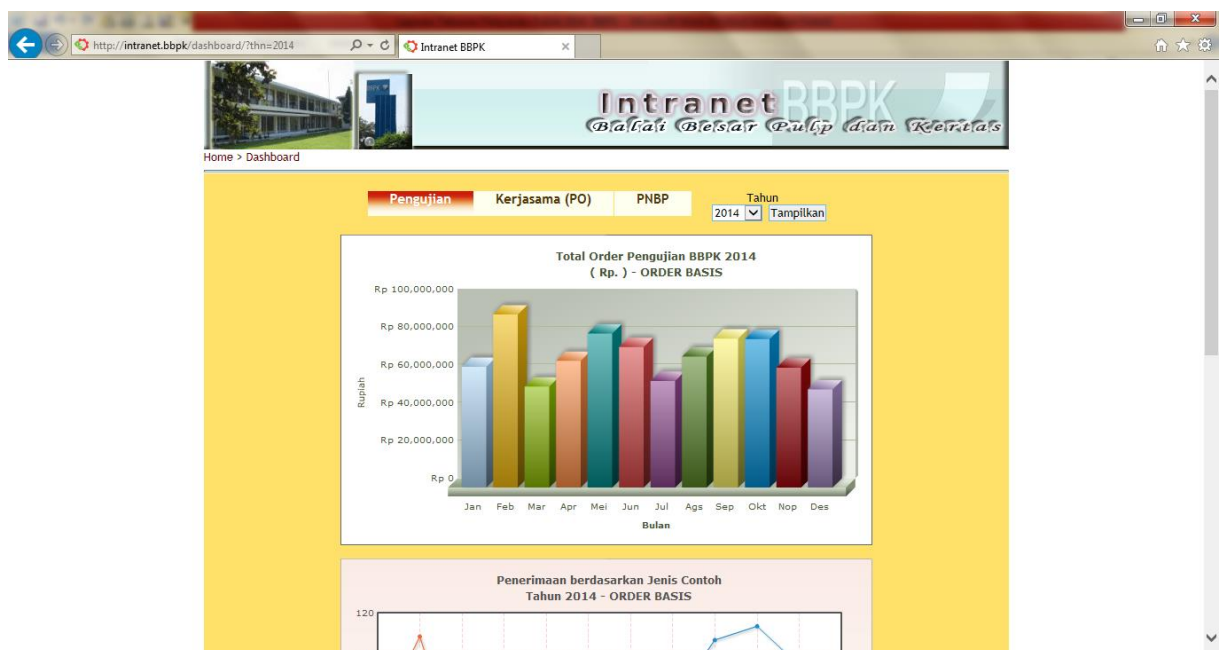 http://intranet.bbpk/dashboard/?thn=2014
Intranet BBPK
Intranet BBPK
Balai Besar Pulp dan Kertas
Home > Dashboard
Pengujian Kerjasama (PO) PNBP
Tahun
2014 Tampilkan
Total Order Pengujian BBPK 2014
( Rp. ) - ORDER BASIS
Rp 100,000,000
Rp 80,000,000
Rp 60,000,000
Rp 40,000,000
Rp 20,000,000
Rp 0
Rupiah
Jan Feb Mar Apr Mei Jun Jul Ags Sep Okt Nop Des
Bulan
Penerimaan berdasarkan Jenis Contoh
Tahun 2014 - ORDER BASIS
120